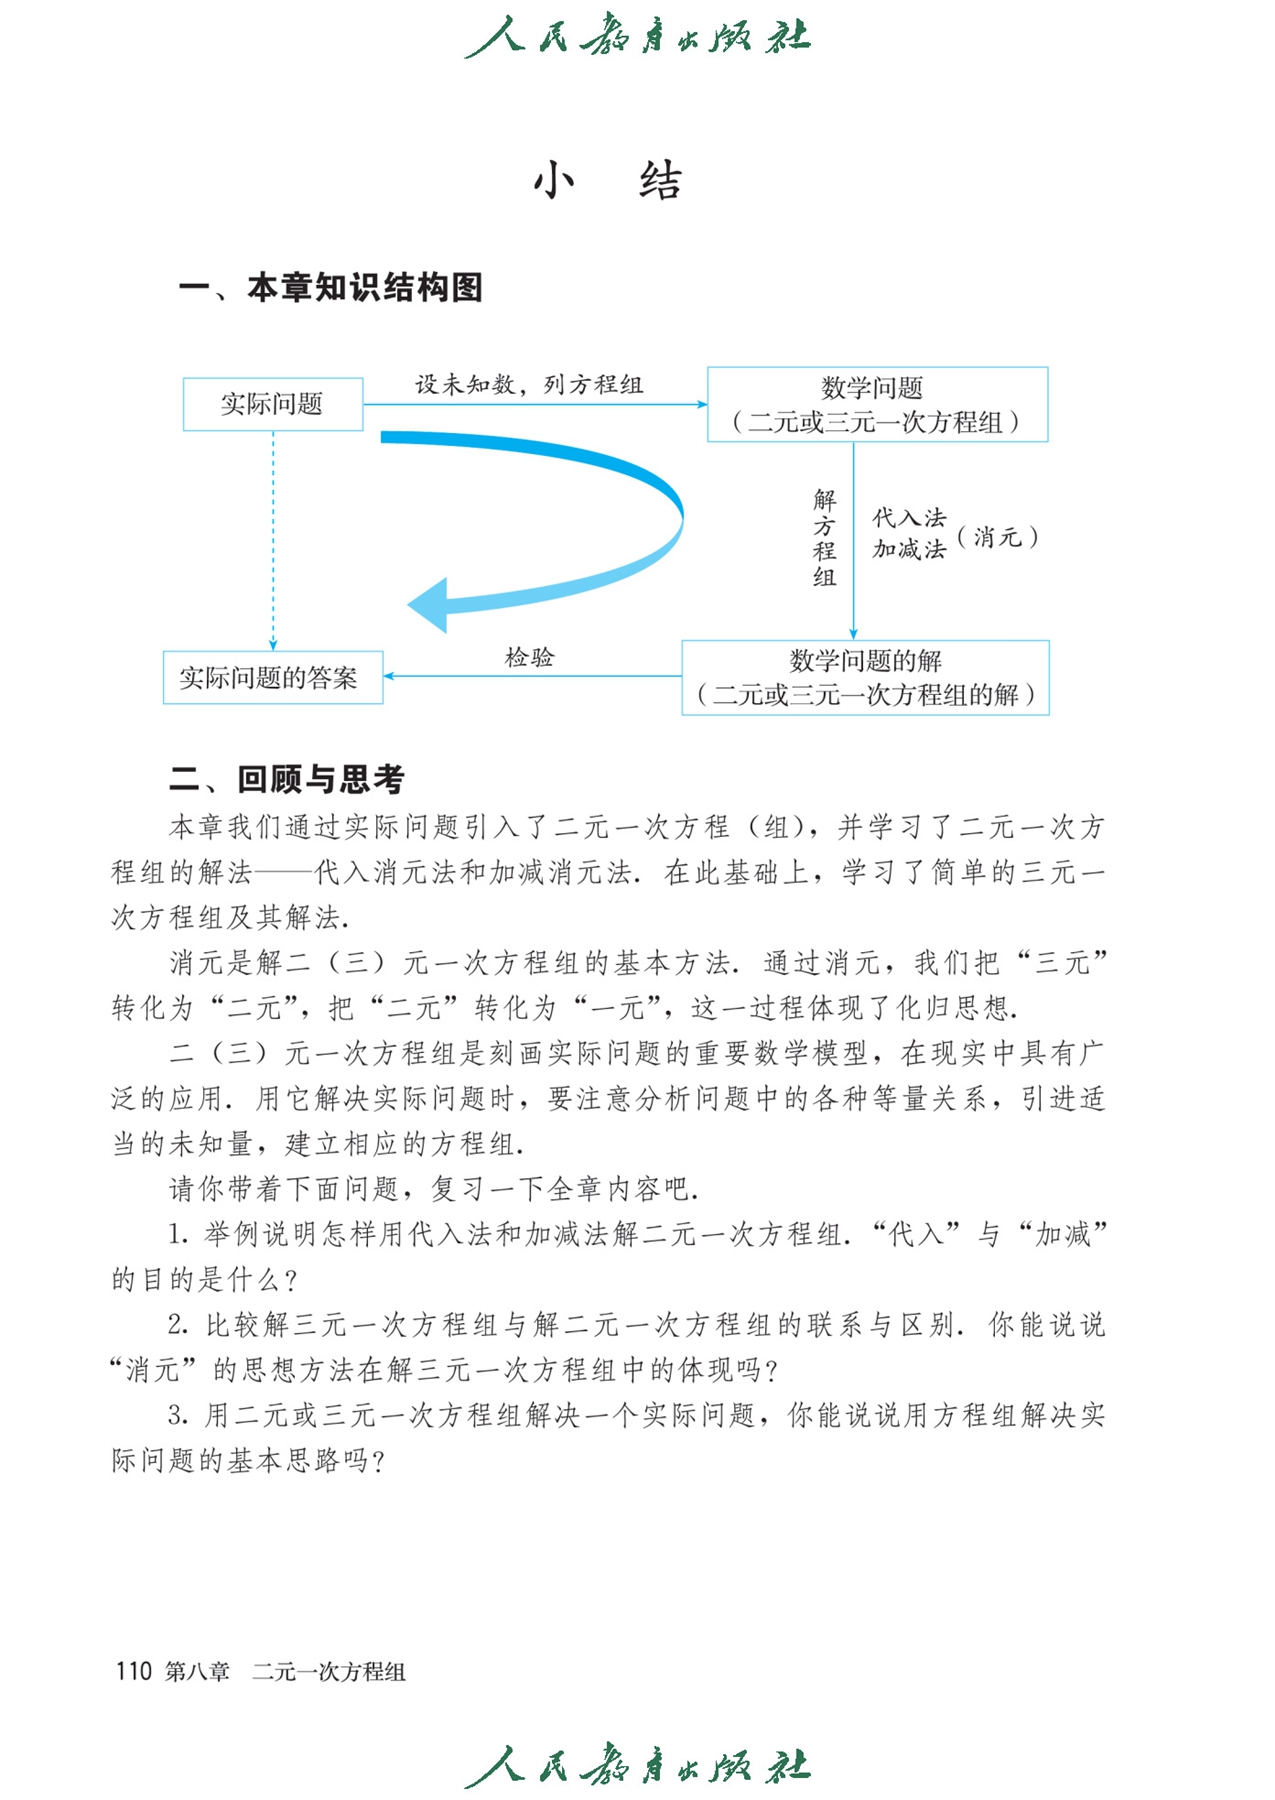 人民教育出版社
小 结
一、本章知识结构图
实际问题
设未知数，列方程组
数学问题
（二元或三元一次方程组）
解方程组
代入法
加减法
（消元）
实际问题的答案
检验
数学问题的解
（二元或三元一次方程组的解）
二、回顾与思考
本章我们通过实际问题引入了二元一次方程（组），并学习了二元一次方
程组的解法——代入消元法和加减消元法．在此基础上，学习了简单的三元一
次方程组及其解法．
消元是解二（三）元一次方程组的基本方法．通过消元，我们把“三元”
转化为“二元”，把“二元”转化为“一元”，这一过程体现了化归思想．
二（三）元一次方程组是刻画实际问题的重要数学模型，在现实中具有广
泛的应用．用它解决实际问题时，要注意分析问题中的各种等量关系，引进适
当的未知量，建立相应的方程组．
请你带着下面问题，复习一下全章内容吧．
1. 举例说明怎样用代入法和加减法解二元一次方程组．“代入”与“加减”
的目的是什么？
2. 比较解三元一次方程组与解二元一次方程组的联系与区别．你能说说
“消元”的思想方法在解三元一次方程组中的体现吗？
3. 用二元或三元一次方程组解决一个实际问题，你能说说用方程组解决实
际问题的基本思路吗？
110 第八章 二元一次方程组
人民教育出版社